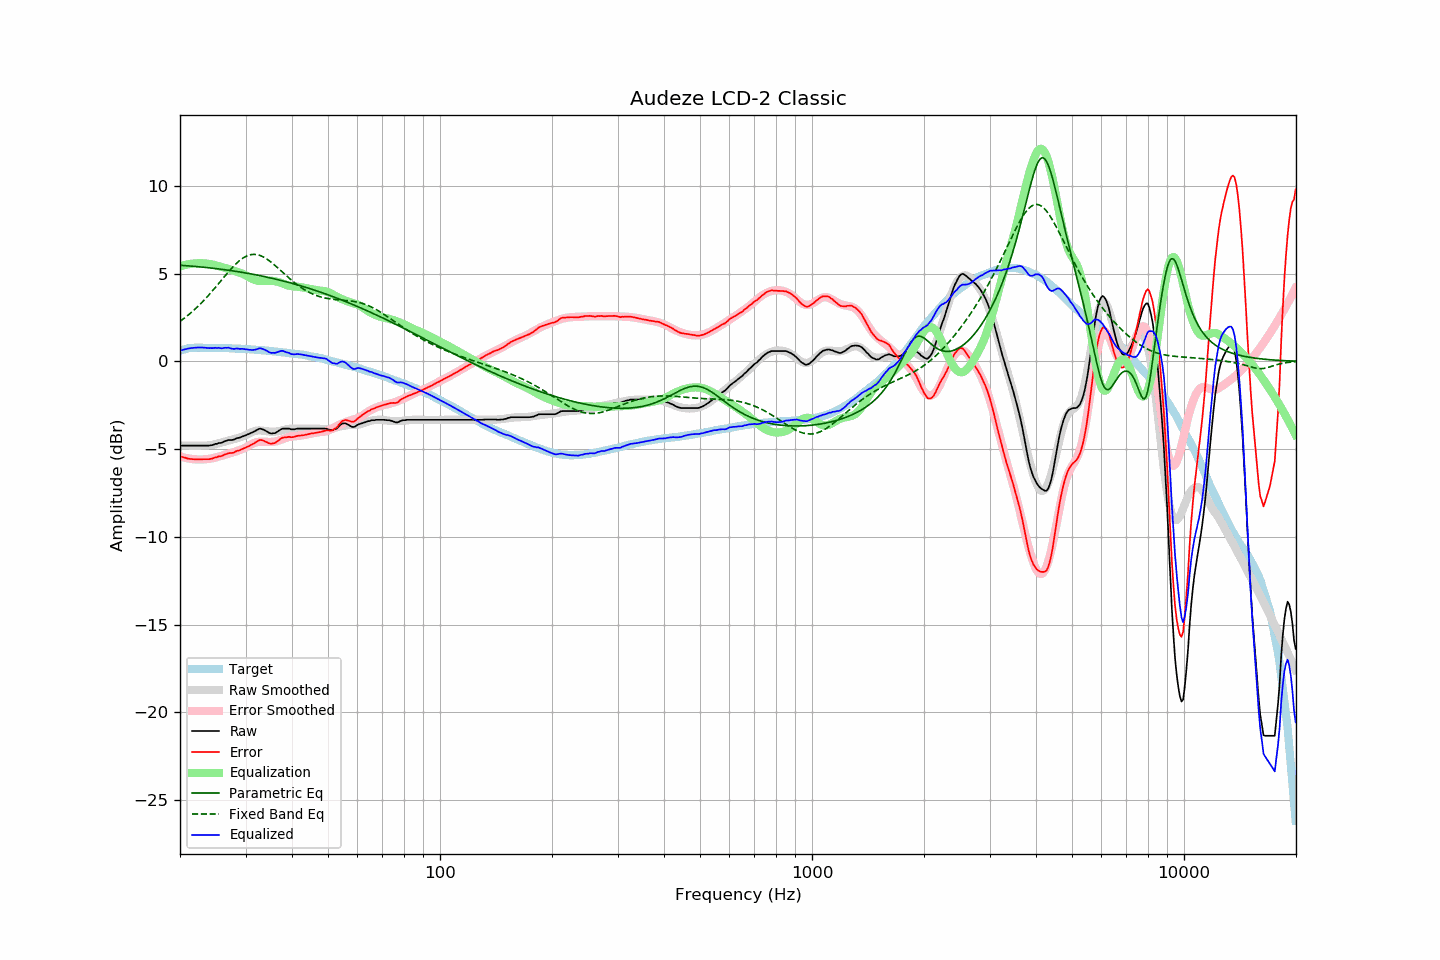 Audeze LCD-2 Classic
Amplitude (dBr)
10
5
0
−5
−10
−15
−20
−25
Target
Raw Smoothed
Error Smoothed
Raw
Error
Equalization
Parametric Eq
Fixed Band Eq
Equalized
100
1000
10000
Frequency (Hz)